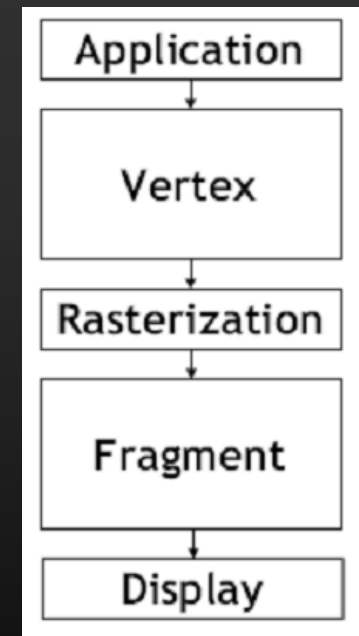 Application
Vertex
Rasterization
Fragment
Display